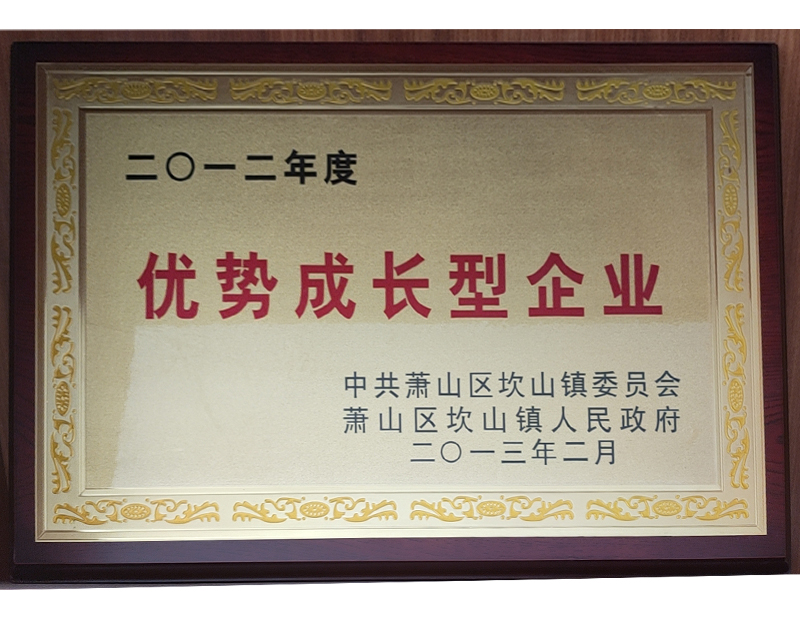 二〇一二年度
优势成长型企业
中共萧山区坎山镇委员会
萧山区坎山镇人民政府
二〇一三年二月